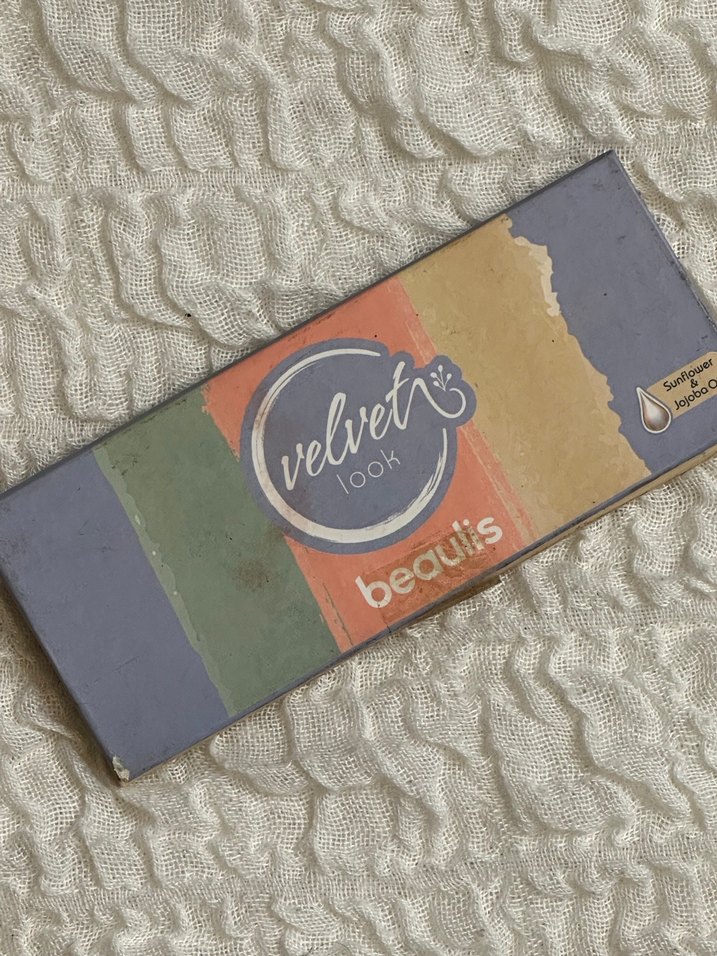 velvet
look
beaulis
Sunflower
&
Jojoba O